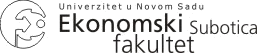 Univerzitet u Novom Sadu
Ekonomski Subotica
fakultet